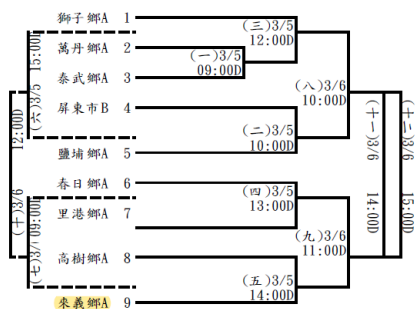 獅子鄉A 1
萬丹鄉A 2
泰武鄉A 3
屏東市B 4
鹽埔鄉A 5
春日鄉A 6
里港鄉A 7
高樹鄉A 8
來義鄉A 9
(一)3/5
09:00D
(二)3/5
10:00D
(三)3/5
12:00D
(四)3/5
13:00D
(五)3/5
14:00D
(六)3/5
15:00D
(七)3/6
09:00D
(八)3/6
10:00D
(九)3/6
11:00D
(十)3/6
12:00D
(十一)3/6
14:00D
(十二)3/6
15:00D